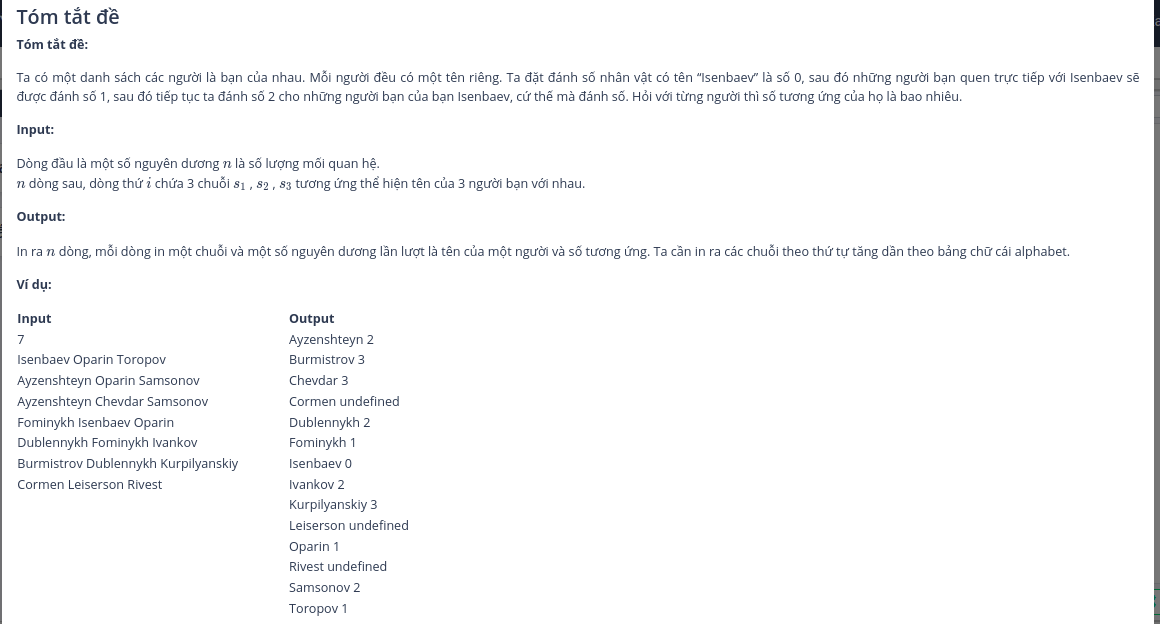 Tóm tắt đề
Tóm tắt đề:
Ta có một danh sách các người là bạn của nhau. Mỗi người đều có một tên riêng. Ta đặt đánh số nhân vật có tên “Isenbaev” là số 0, sau đó những người bạn quen trực tiếp với Isenbaev sẽ
được đánh số 1, sau đó tiếp tục ta đánh số 2 cho những người bạn của bạn Isenbaev, cứ thế mà đánh số. Hỏi với từng người thì số tương ứng của họ là bao nhiêu.
Input:
Dòng đầu là một số nguyên dương n là số lượng mối quan hệ.
n dòng sau, dòng thứ i chứa 3 chuỗi s1 , s2 , s3 tương ứng thể hiện tên của 3 người bạn với nhau.
Output:
In ra n dòng, mỗi dòng in một chuỗi và một số nguyên dương lần lượt là tên của một người và số tương ứng. Ta cần in ra các chuỗi theo thứ tự tăng dần theo bảng chữ cái alphabet.
Ví dụ:
Input
7
Isenbaev Oparin Toropov
Ayzenshteyn Oparin Samsonov
Ayzenshteyn Chevdar Samsonov
Fominykh Isenbaev Oparin
Dublennykh Fominykh Ivankov
Burmistrov Dublennykh Kurpilyanskiy
Cormen Leiserson Rivest
Output
Ayzenshteyn 2
Burmistrov 3
Chevdar 3
Cormen undefined
Dublennykh 2
Fominykh 1
Isenbaev 0
Ivankov 2
Kurpilyanskiy 3
Leiserson undefined
Oparin 1
Rivest undefined
Samsonov 2
Toropov 1